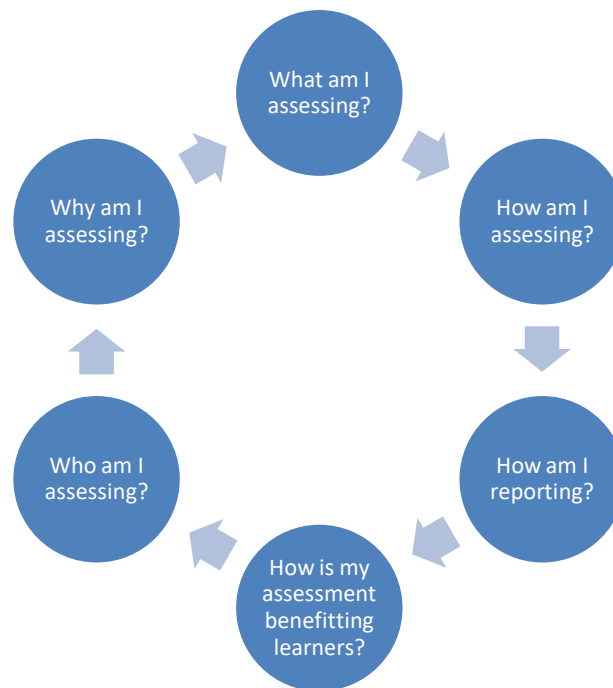 What am I
assessing?
How am I
assessing?
How am I
reporting?
How is my
assessment
benefitting
learners?
Who am I
assessing?
Why am I
assessing?